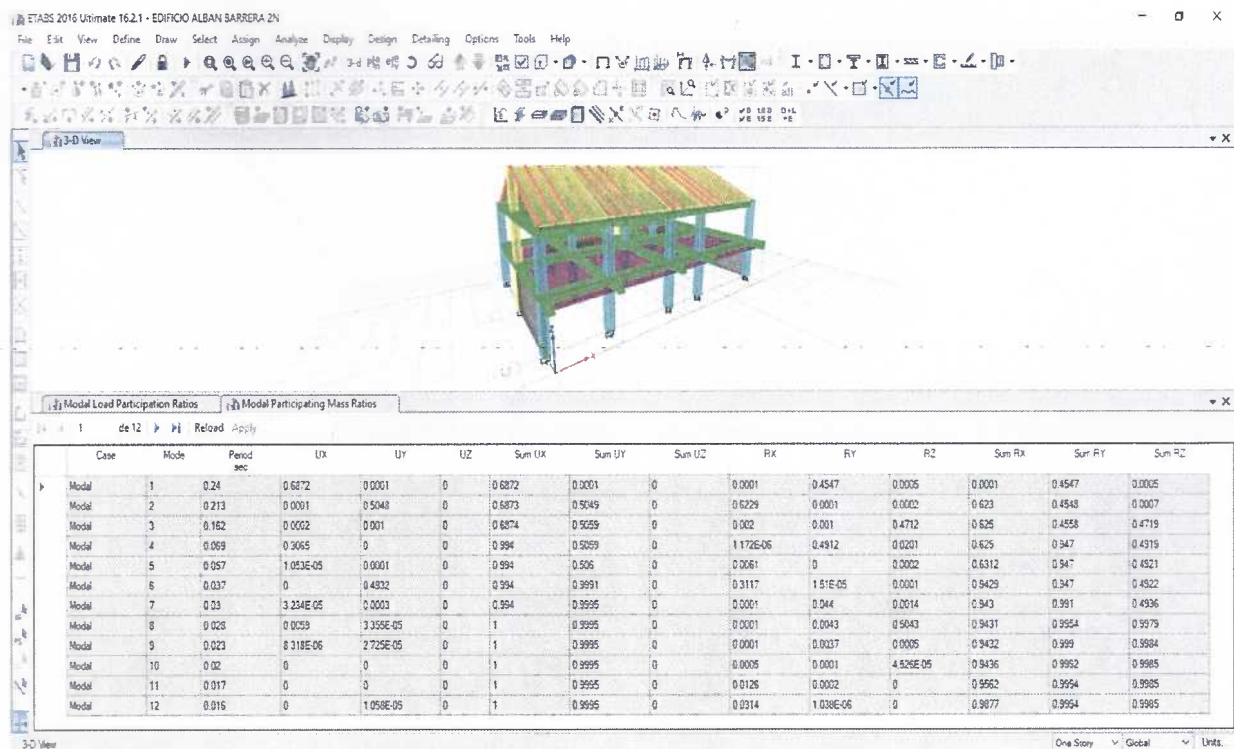 ETABS 2016 Ultimate 16.2.1 - EDIFICIO ALBAN BARRERA 2N
File Edit View Define Draw Select Assign Analyze Display Design Detailing Options Tools Help
3-D View
Modal Load Participation Ratios Modal Participating Mass Ratios
1 de 12 Reload Apply
Case Mode Period UX UY UZ Sum UX Sum UY Sum UZ RX RY RZ Sum RX Sum RY Sum RZ
sec
Modal 1 0.24 0.6872 0.0001 0 0.6872 0.0001 0 0.0001 0.4547 0.0005 0.0001 0.4547 0.0005
Modal 2 0.213 0.0001 0.5048 0 0.6873 0.5049 0 0.6229 0.0001 0.0002 0.623 0.4548 0.0007
Modal 3 0.162 0.0002 0.001 0 0.6874 0.5059 0 0.002 0.001 0.4712 0.625 0.4558 0.4719
Modal 4 0.069 0.3065 0 0 0.994 0.5059 0 1.172E-06 0.4912 0.0201 0.625 0.947 0.4919
Modal 5 0.057 1.053E-05 0.0001 0 0.994 0.506 0 0.0061 0 0.0002 0.6312 0.947 0.4921
Modal 6 0.037 0 0.4932 0 0.994 0.9991 0 0.3117 1.51E-05 0.0001 0.9429 0.947 0.4922
Modal 7 0.03 3.234E-05 0.0003 0 0.994 0.9995 0 0.0001 0.044 0.0014 0.943 0.991 0.4936
Modal 8 0.028 0.0059 3.355E-05 0 1 0.9995 0 0.0001 0.0043 0.5043 0.9431 0.9954 0.9979
Modal 9 0.023 8.318E-06 2.725E-05 0 1 0.9995 0 0.0001 0.0037 0.0005 0.9432 0.999 0.9984
Modal 10 0.02 0 0 0 1 0.9995 0 0.0005 0.0001 4.526E-05 0.9436 0.9992 0.9985
Modal 11 0.017 0 0 0 1 0.9995 0 0.0126 0.0002 0 0.9562 0.9994 0.9985
Modal 12 0.016 0 1.058E-05 0 1 0.9995 0 0.0314 1.038E-06 0 0.9877 0.9994 0.9985
3-D View One Story Global Units...